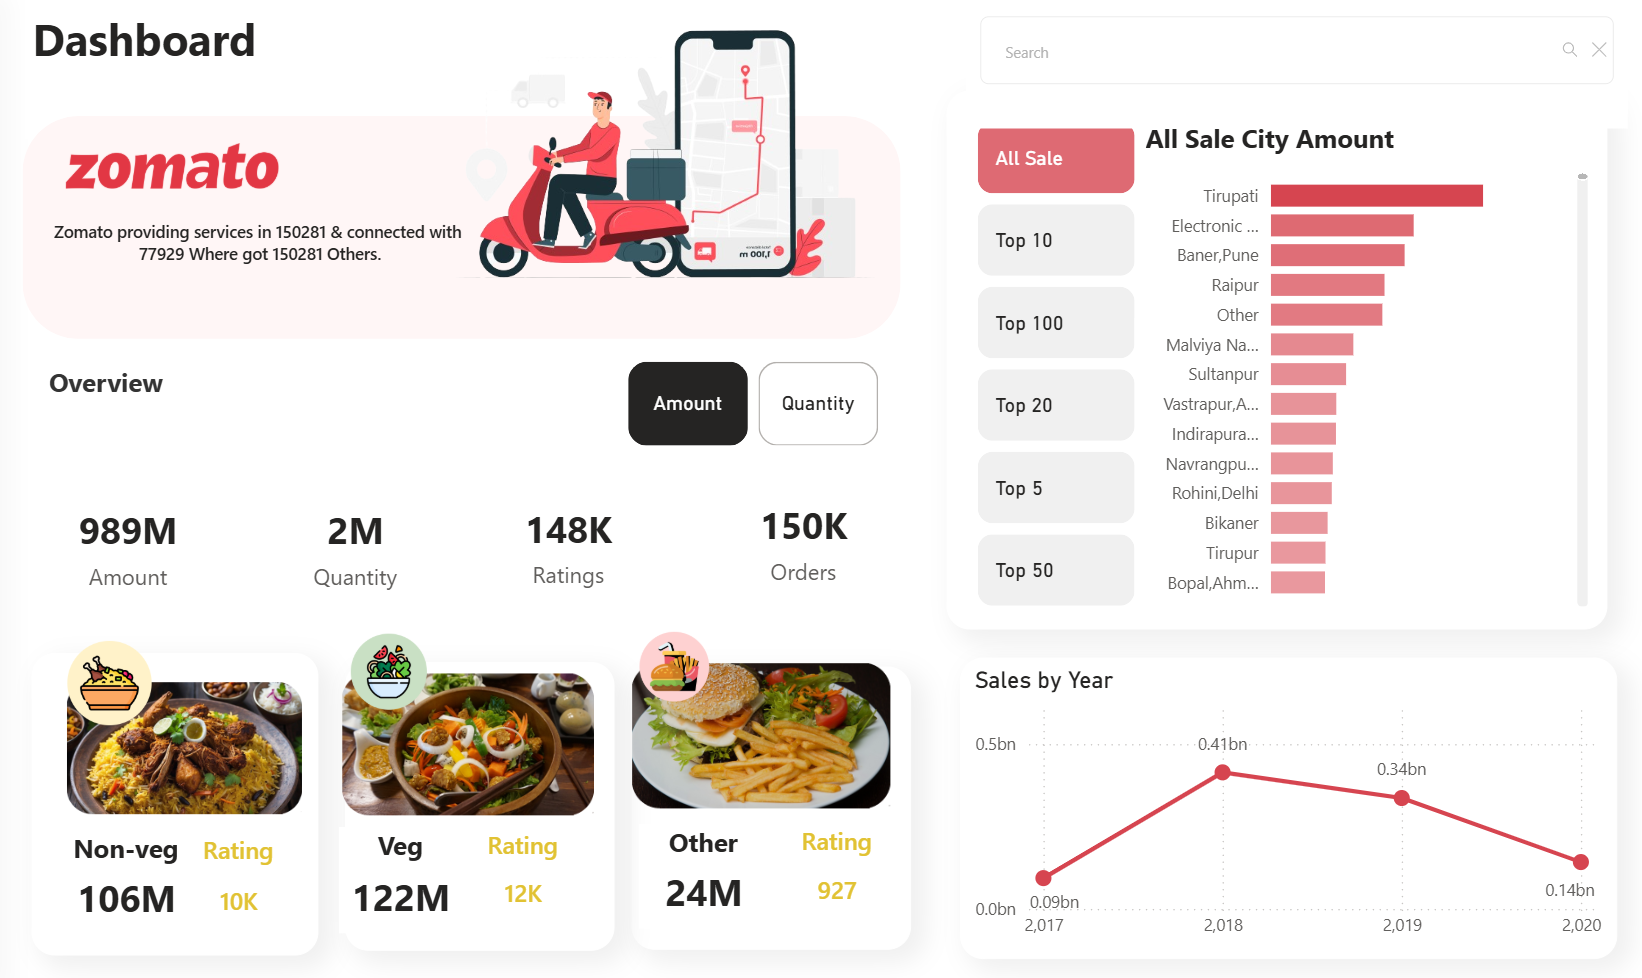 Dashboard
Search
zomato
Zomato providing services in 150281 & connected with
77929 Where got 150281 Others.
Overview
Amount
Quantity
989M
Amount
2M
Quantity
148K
Ratings
150K
Orders
Non-veg
Rating
106M
10K
Veg
Rating
122M
12K
Other
Rating
24M
927
All Sale
Top 10
Top 100
Top 20
Top 5
Top 50
All Sale City Amount
Tirupati
Electronic ...
Baner,Pune
Raipur
Other
Malviya Na...
Sultanpur
Vastrapur,A...
Indirapura...
Navrangpu...
Rohini,Delhi
Bikaner
Tirupur
Bopal,Ahm...
Sales by Year
0.5bn
0.41bn
0.34bn
0.14bn
0.0bn
0.09bn
2,017
2,018
2,019
2,020